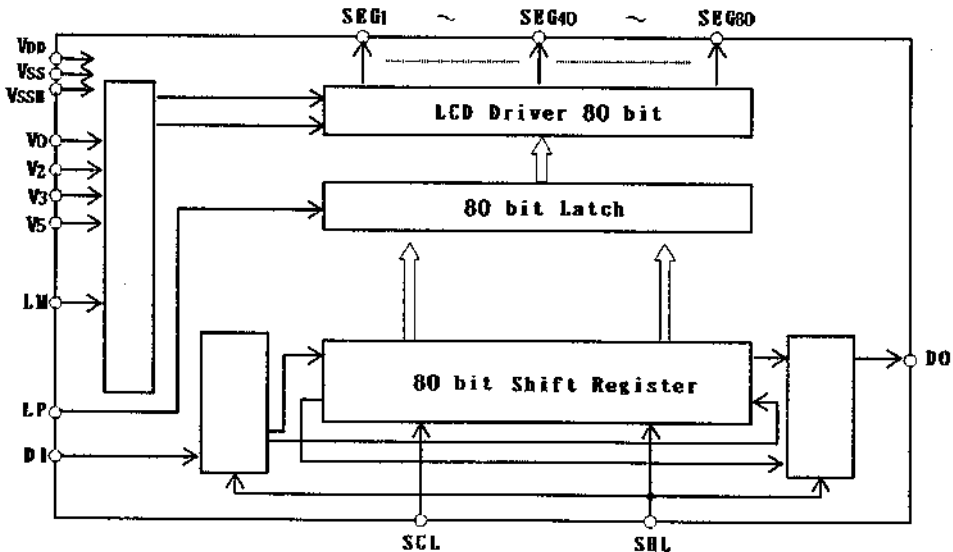 SEG1 ~ SEG40 ~ SEG80
VDD
VSS
VSSH
LCD Driver 80 bit
V0
V2
V3
80 bit Latch
V5
LM
80 bit Shift Register
DO
LP
DI
SCL SHL